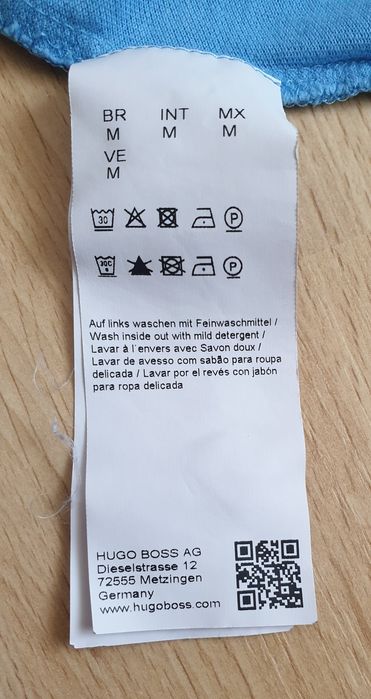 BR INT MX
M M M
VE
M
30 P
30C P
Auf links waschen mit Feinwaschmittel /
Wash inside out with mild detergent /
Lavar à l'envers avec Savon doux /
Lavar de avesso com sabão para roupa
delicada / Lavar por el revés con jabón
para ropa delicada
HUGO BOSS AG
Dieselstrasse 12
72555 Metzingen
Germany
www.hugoboss.com